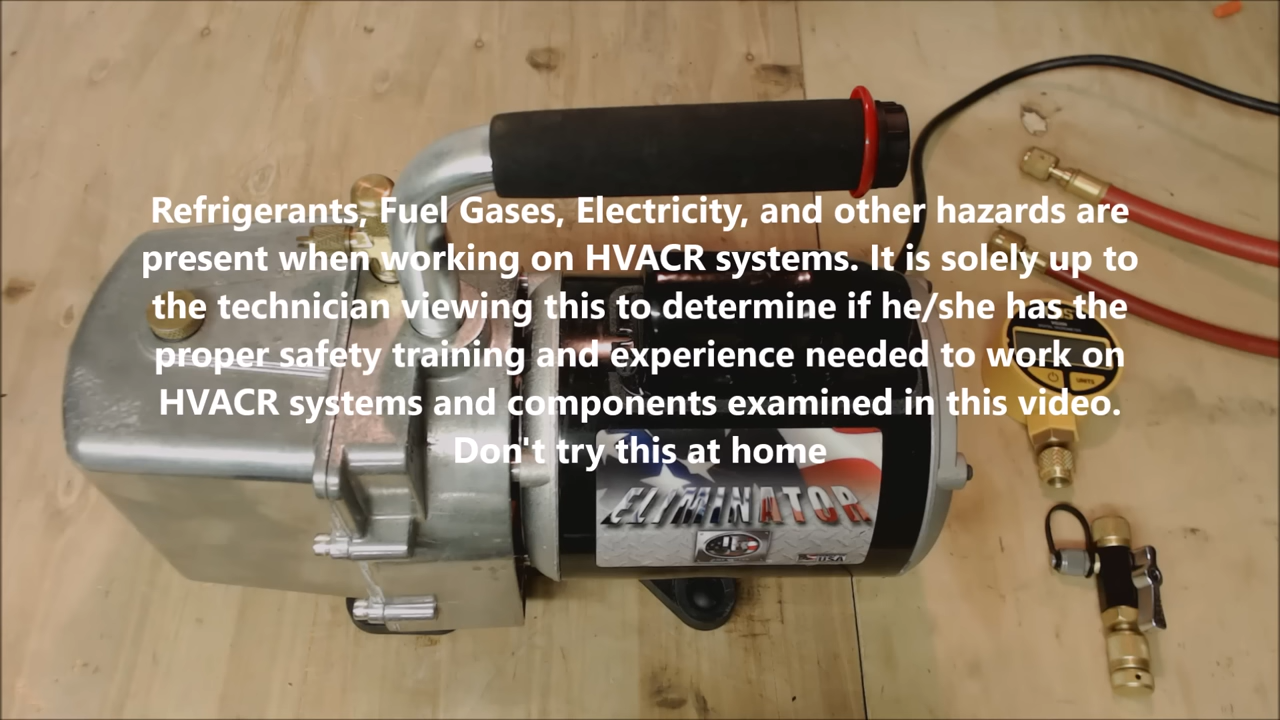 Refrigerants, Fuel Gases, Electricity, and other hazards are
present when working on HVACR systems. It is solely up to
the technician viewing this to determine if he/she has the
proper safety training and experience needed to work on
HVACR systems and components examined in this video.
Don't try this at home
UNITS
ELIMINATOR
USA